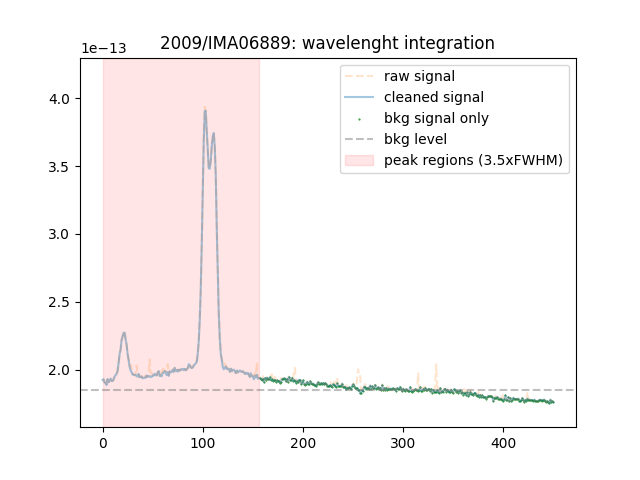 2009/IMA06889: wavelenght integration
1e−13
raw signal
cleaned signal
bkg signal only
bkg level
peak regions (3.5xFWHM)
4.0
3.5
3.0
2.5
2.0
0 100 200 300 400